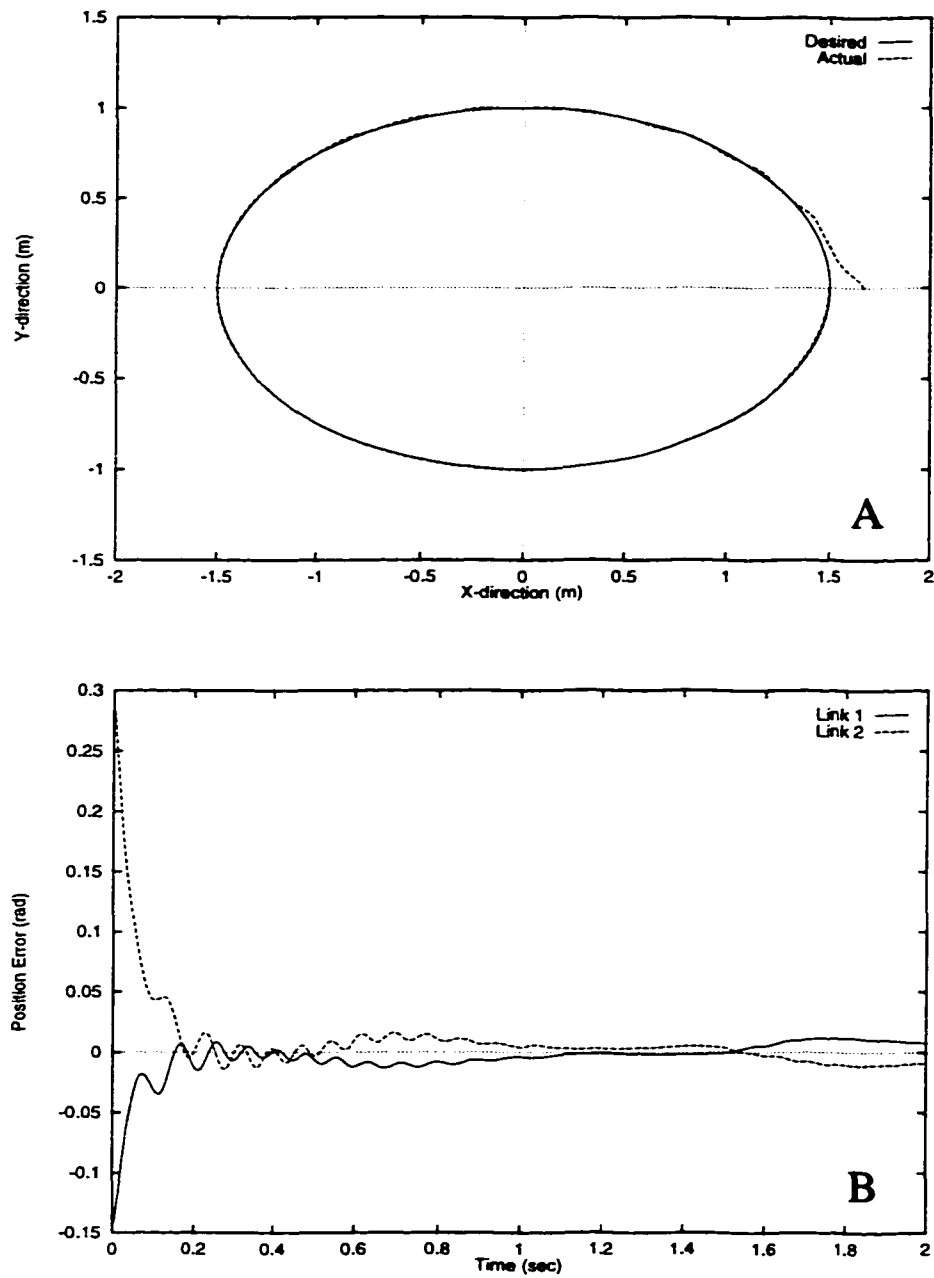 1.5
Desired
Actual
1
0.5
0
-0.5
-1
-1.5
Y-direction (m)
A
-2 -1.5 -1 -0.5 0 0.5 1 1.5 2
X-direction (m)
0.3
Link 1
Link 2
0.25
0.2
0.15
0.1
0.05
0
-0.05
-0.1
-0.15
Position Error (rad)
B
0 0.2 0.4 0.6 0.8 1 1.2 1.4 1.6 1.8 2
Time (sec)